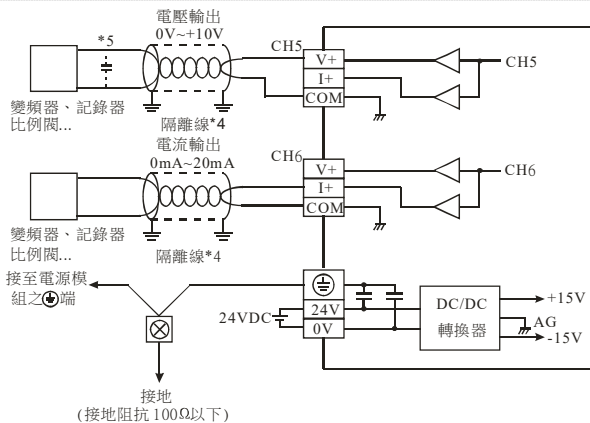 電壓輸出
0V~+10V
*5
CH5
V+
I+
COM
CH5
變頻器、記錄器
比例閥...
隔離線*4
電流輸出
0mA~20mA
CH6
V+
I+
COM
CH6
變頻器、記錄器
比例閥...
隔離線*4
接至電源模
組之端
24VDC
24V
0V
DC/DC
轉換器
+15V
AG
-15V
接地
(接地阻抗100Ω以下)